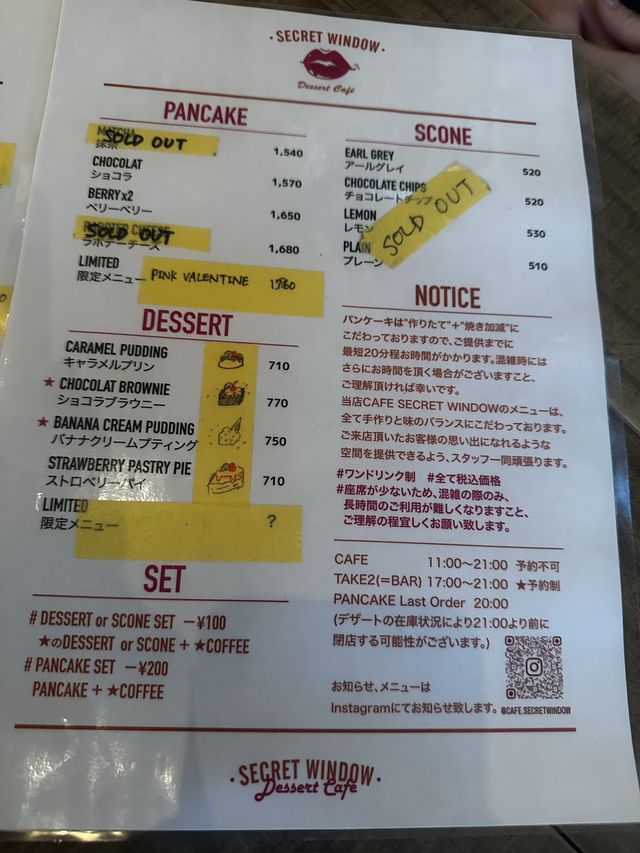 SECRET WINDOW
Dessert Café
PANCAKE
SOLD OUT
抹茶
CHOCOLAT
ショコラ
BERRY x2
ベリーベリー
SOLD OUT
LIMITED
限定メニュー
PINK VALENTINE
1,540
1,570
1,650
1,680
DESSERT
CARAMEL PUDDING
キャラメルプリン
710
★ CHOCOLAT BROWNIE
ショコラブラウニー
770
★ BANANA CREAM PUDDING
バナナクリームプティング
750
STRAWBERRY PASTRY PIE
ストロベリーパイ
710
LIMITED
限定メニュー
?
SET
# DESSERT or SCONE SET －¥100
★のDESSERT or SCONE + ★COFFEE
# PANCAKE SET －¥200
PANCAKE + ★COFFEE
SCONE
EARL GREY
アールグレイ
520
CHOCOLATE CHIPS
チョコレートチップ
520
LEMON
レモン
530
PLAIN
プレーン
510
SOLD OUT
NOTICE
パンケーキは"作りたて"+"焼き加減"に
こだわっておりますので、ご提供までに
最短20分程お時間がかかります。混雑時には
さらにお時間を頂く場合がございますこと、
ご理解頂ければ幸いです。
当店CAFE SECRET WINDOWのメニューは、
全て手作りと味のバランスにこだわっております。
ご来店頂いたお客様の思い出になれるような
空間を提供できるよう、スタッフ一同頑張ります。
#ワンドリンク制 #全て税込価格
#座席が少ないため、混雑の際のみ、
長時間のご利用が難しくなりますこと、
ご理解の程宜しくお願い致します。
CAFE 11:00〜21:00 予約不可
TAKE2(=BAR) 17:00〜21:00 ★予約制
PANCAKE Last Order 20:00
(デザートの在庫状況により21:00より前に
閉店する可能性がございます。)
お知らせ、メニューは
Instagramにてお知らせ致します。
@CAFE.SECRETWINDOW
SECRET WINDOW
Dessert Café